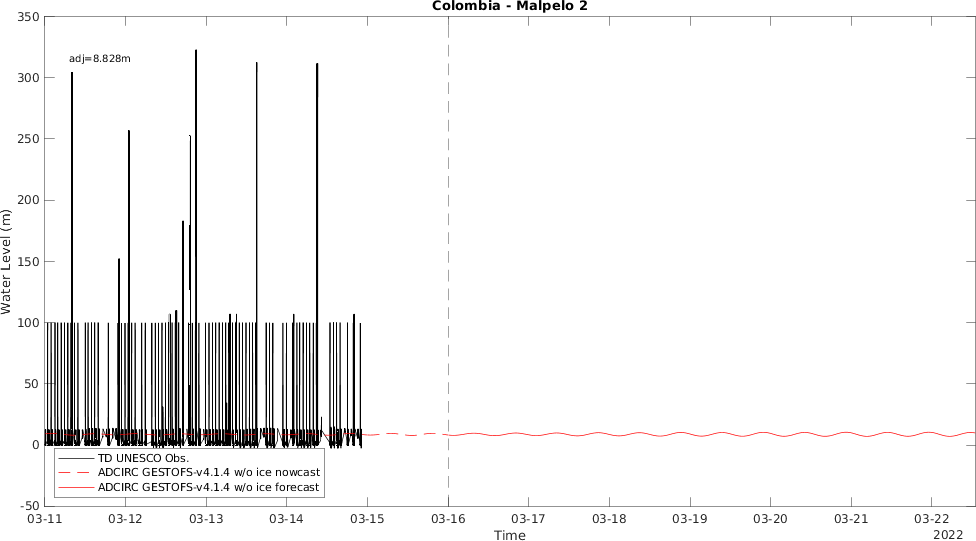 Colombia - Malpelo 2
350
300
250
200
150
100
50
0
-50
Water Level (m)
adj=8.828m
TD UNESCO Obs.
ADCIRC GESTOFS-v4.1.4 w/o ice nowcast
ADCIRC GESTOFS-v4.1.4 w/o ice forecast
03-11 03-12 03-13 03-14 03-15 03-16 03-17 03-18 03-19 03-20 03-21 03-22
Time
2022